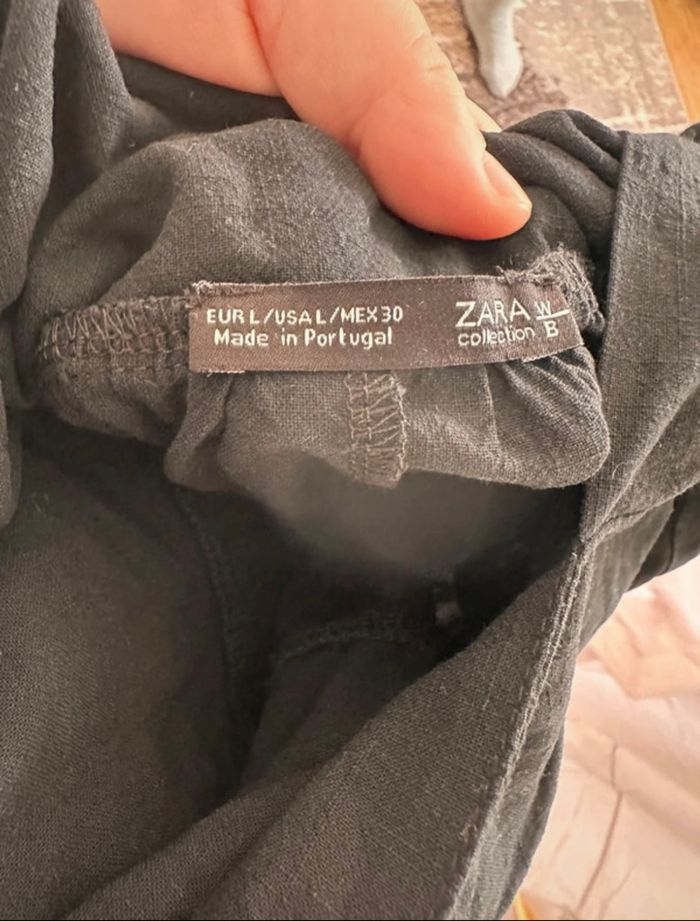 EUR L/USA L/MEX 30
Made in Portugal
ZARA W
collection B